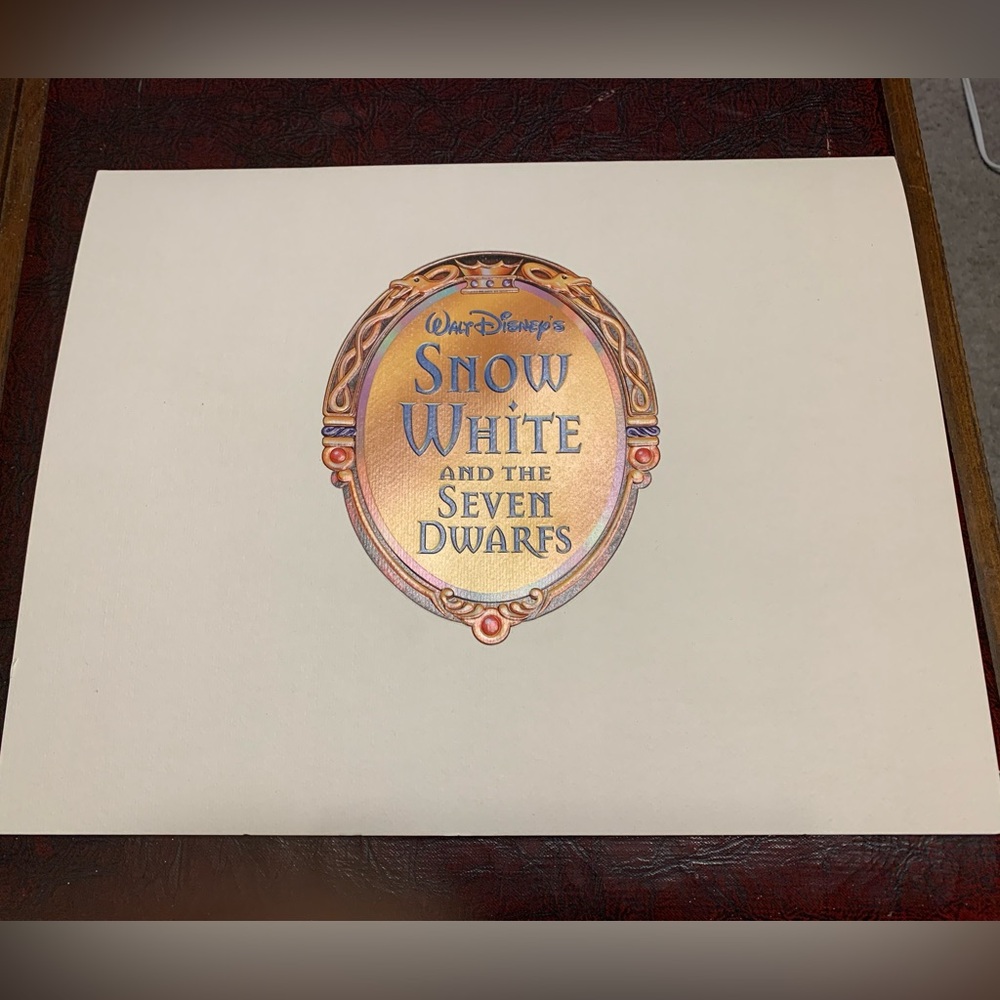 Walt Disney's
Snow
White
and the
Seven
Dwarfs